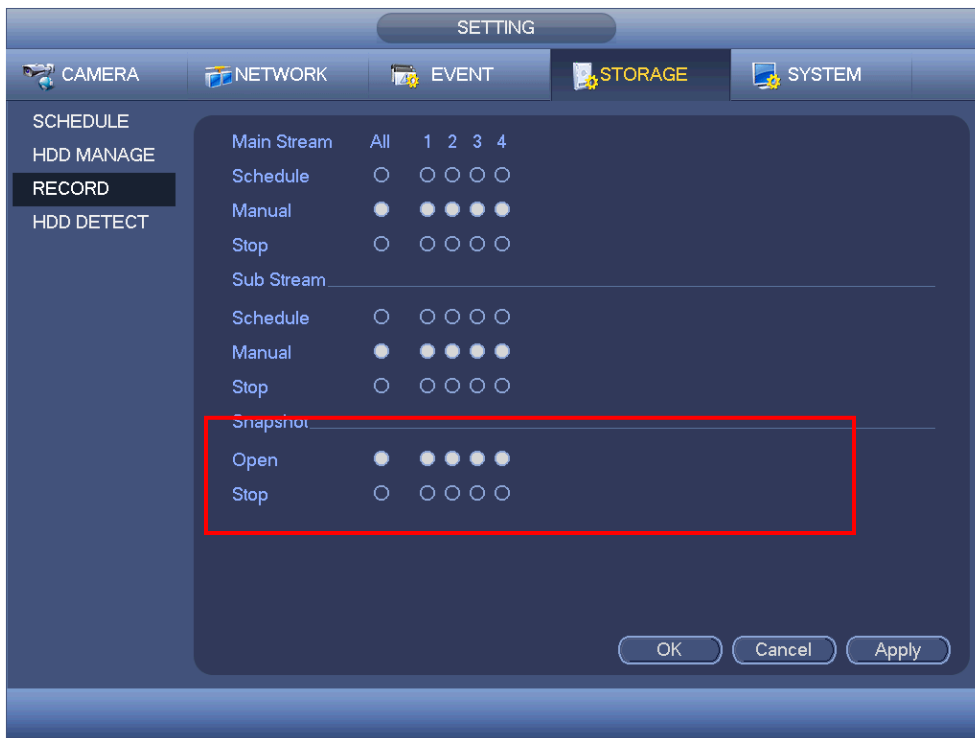 SETTING
CAMERA NETWORK EVENT STORAGE SYSTEM
SCHEDULE
HDD MANAGE
RECORD
HDD DETECT
Main Stream All 1 2 3 4
Schedule
Manual
Stop
Sub Stream
Schedule
Manual
Stop
Snapshot
Open
Stop
OK Cancel Apply